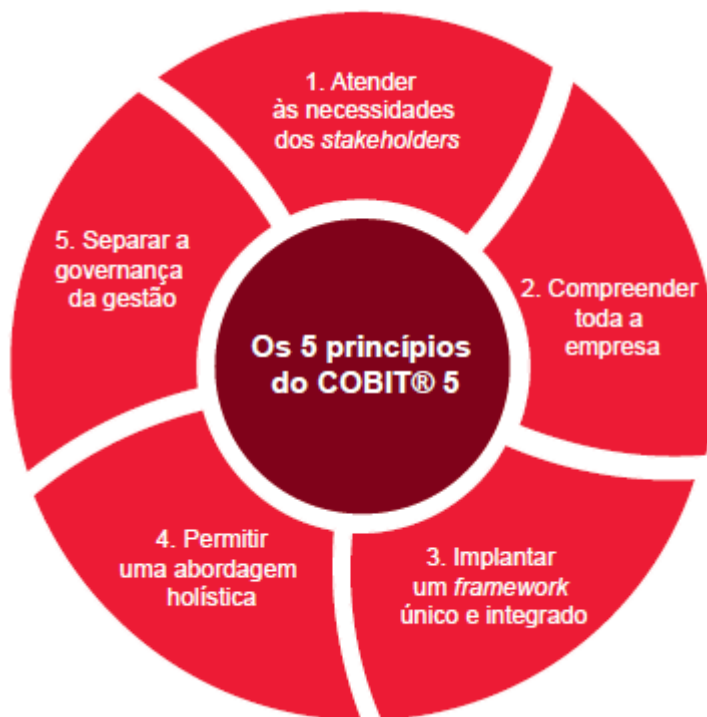 1. Atender
às necessidades
dos stakeholders
2. Compreender
toda a
empresa
3. Implantar
um framework
único e integrado
4. Permitir
uma abordagem
holística
5. Separar a
governança
da gestão
Os 5 princípios
do COBIT® 5